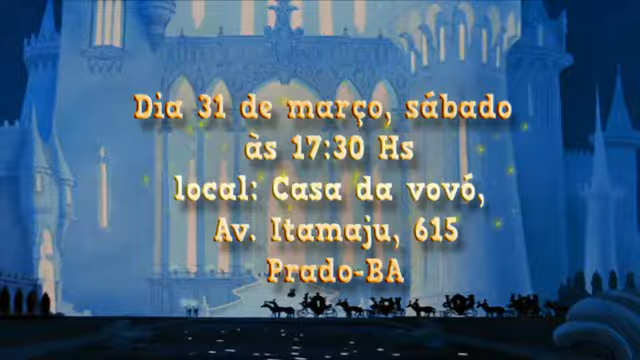 Dia 31 de março, sábado
às 17:30 Hs
local: Casa da vovó,
Av. Itamaju, 615
Prado-BA